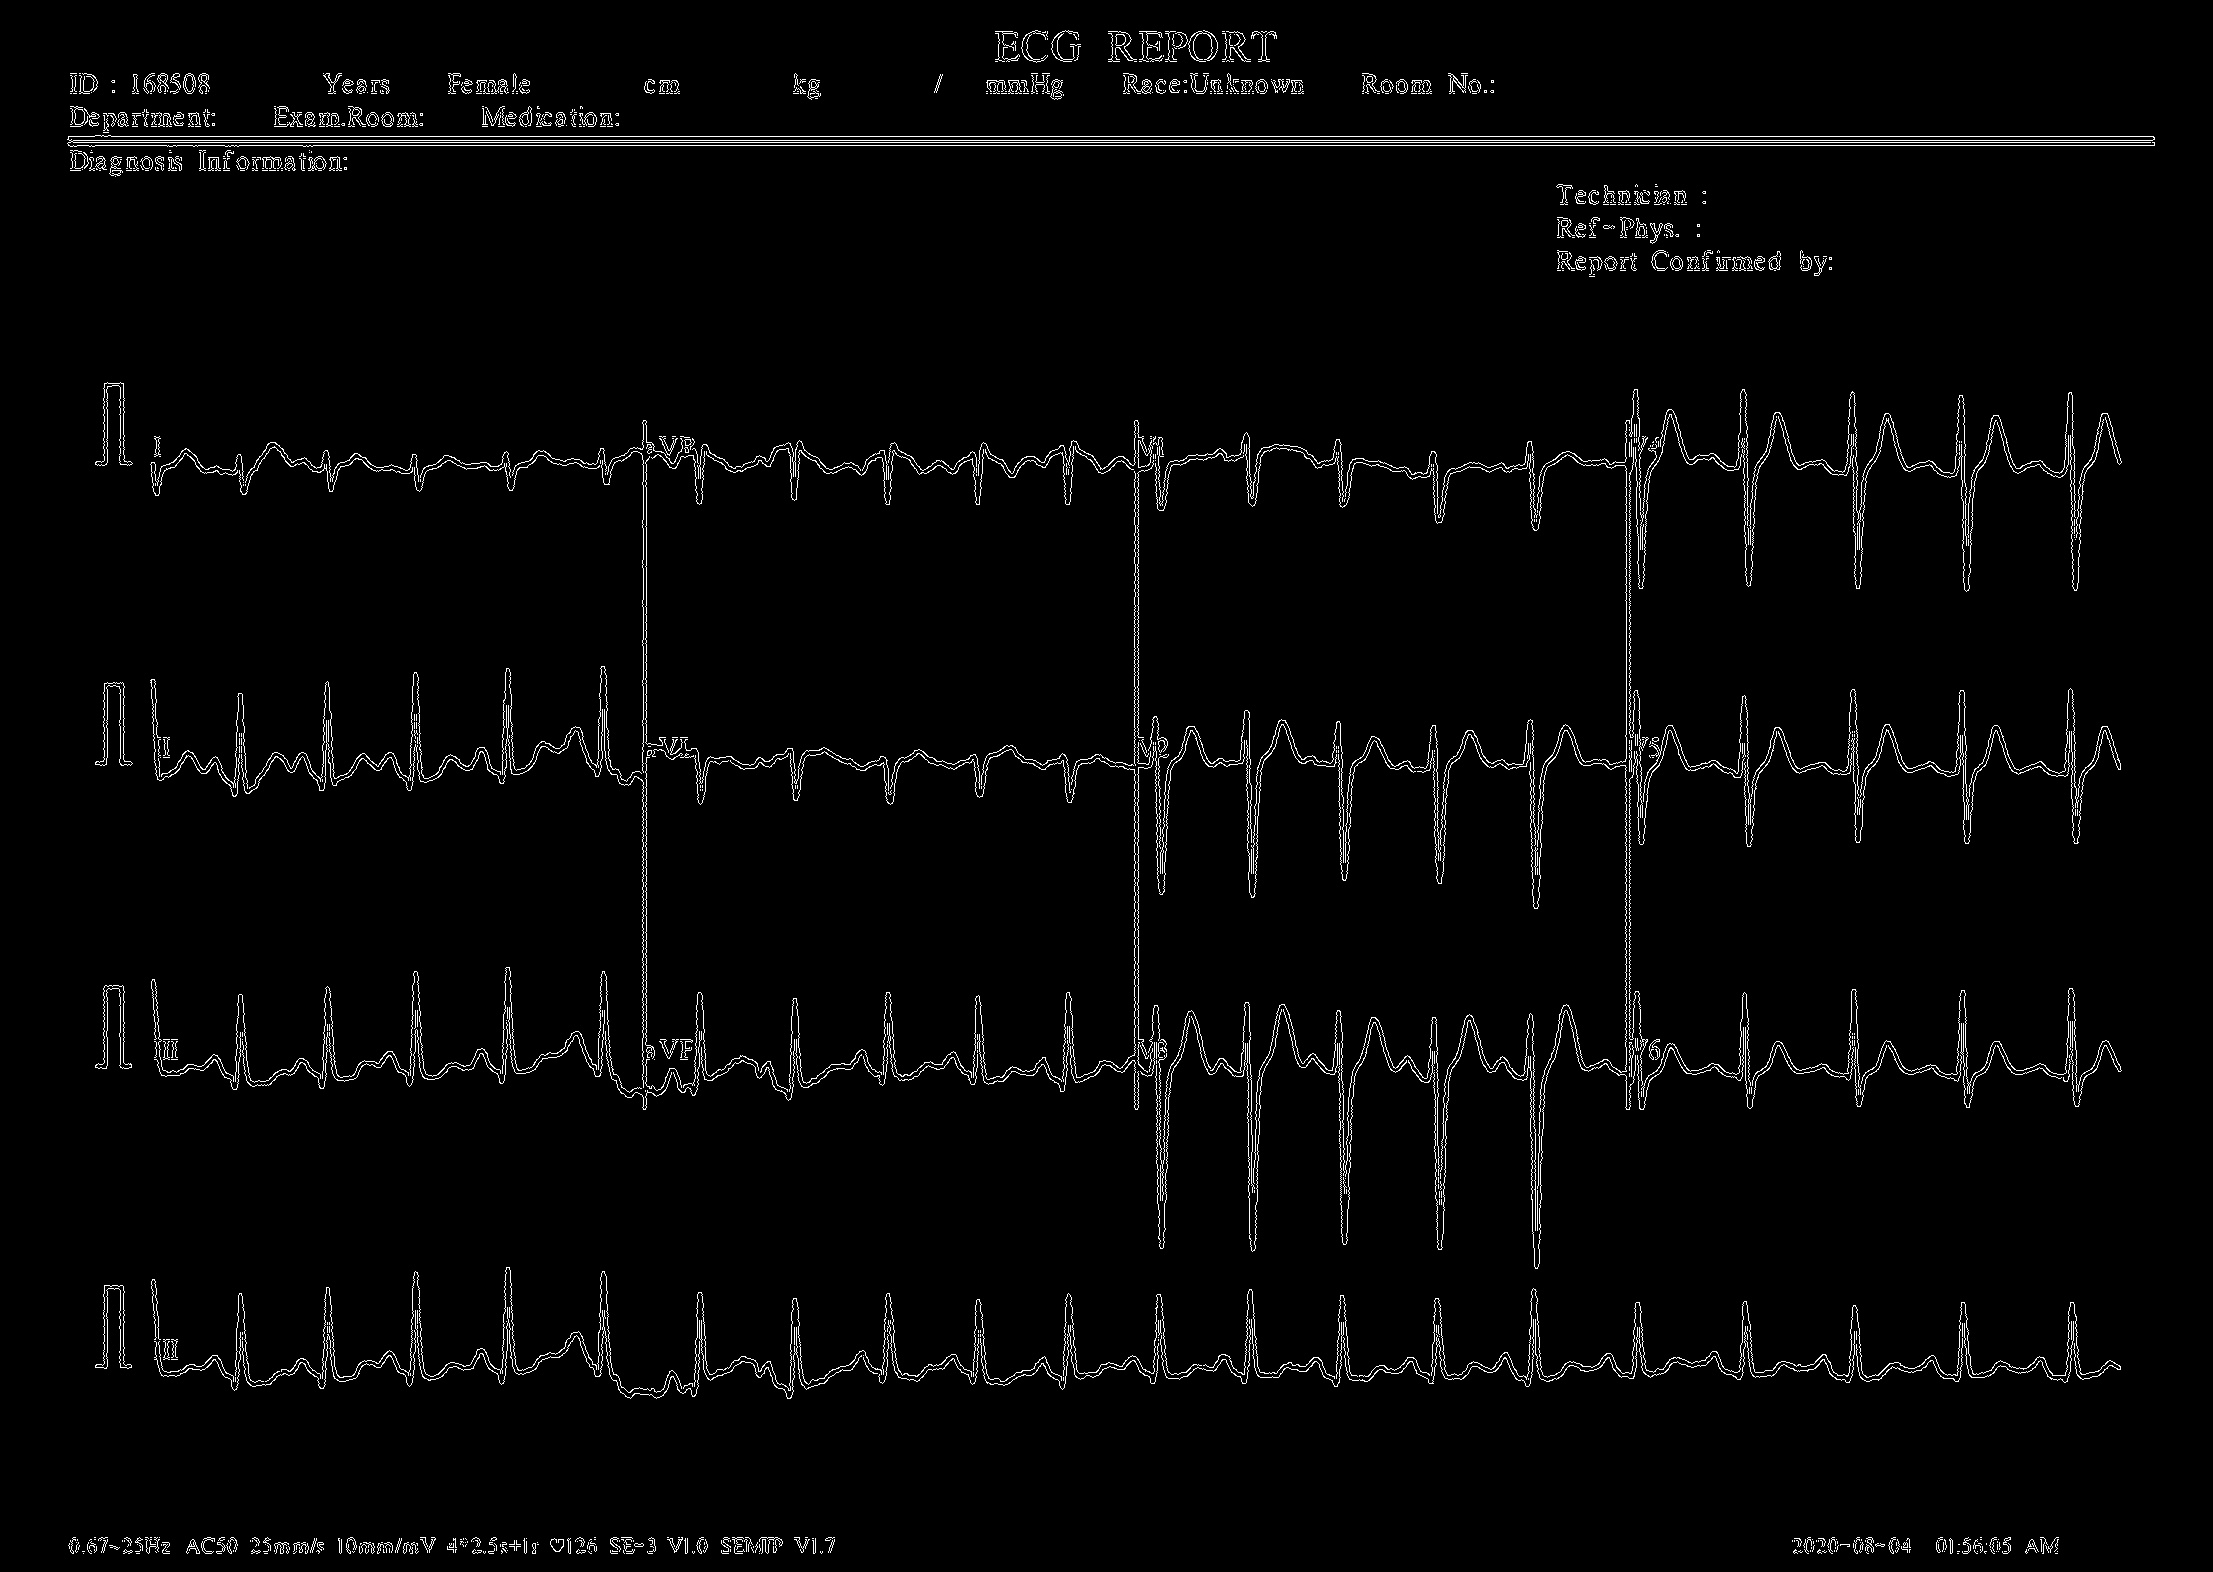 ECG REPORT
ID : 168508 Years Female cm kg / mmHg Race:Unknown Room No.:
Department: Exam.Room: Medication:
Diagnosis Information:
Technician :
Ref-Phys. :
Report Confirmed by:
I aVR V1 V4
II aVL V2 V5
III aVF V3 V6
III
0.67~25Hz AC50 25mm/s 10mm/mV 4*2.5s+1r ♡126 SE-3 V1.0 SEMIP V1.7 2020-08-04 01:56:05 AM